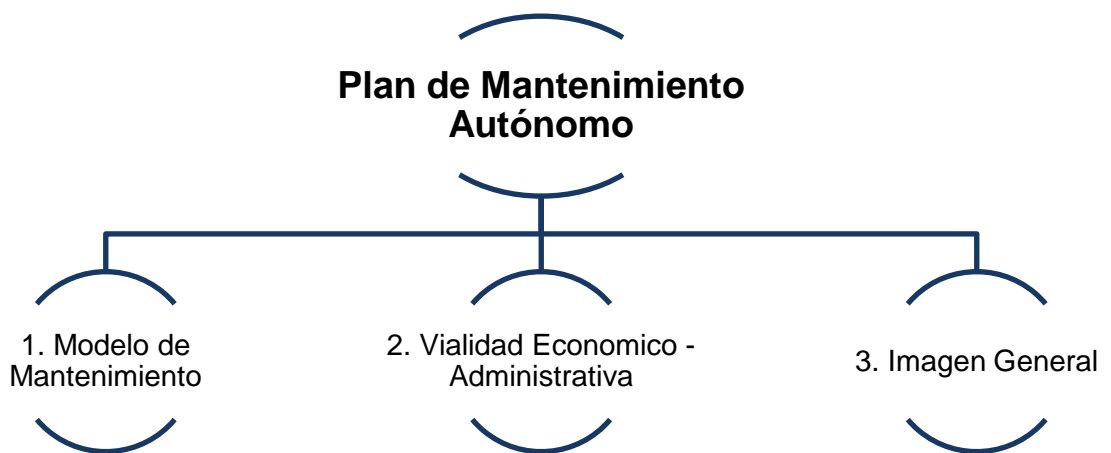 Plan de Mantenimiento
Autónomo
1. Modelo de
Mantenimiento
2. Vialidad Economico -
Administrativa
3. Imagen General